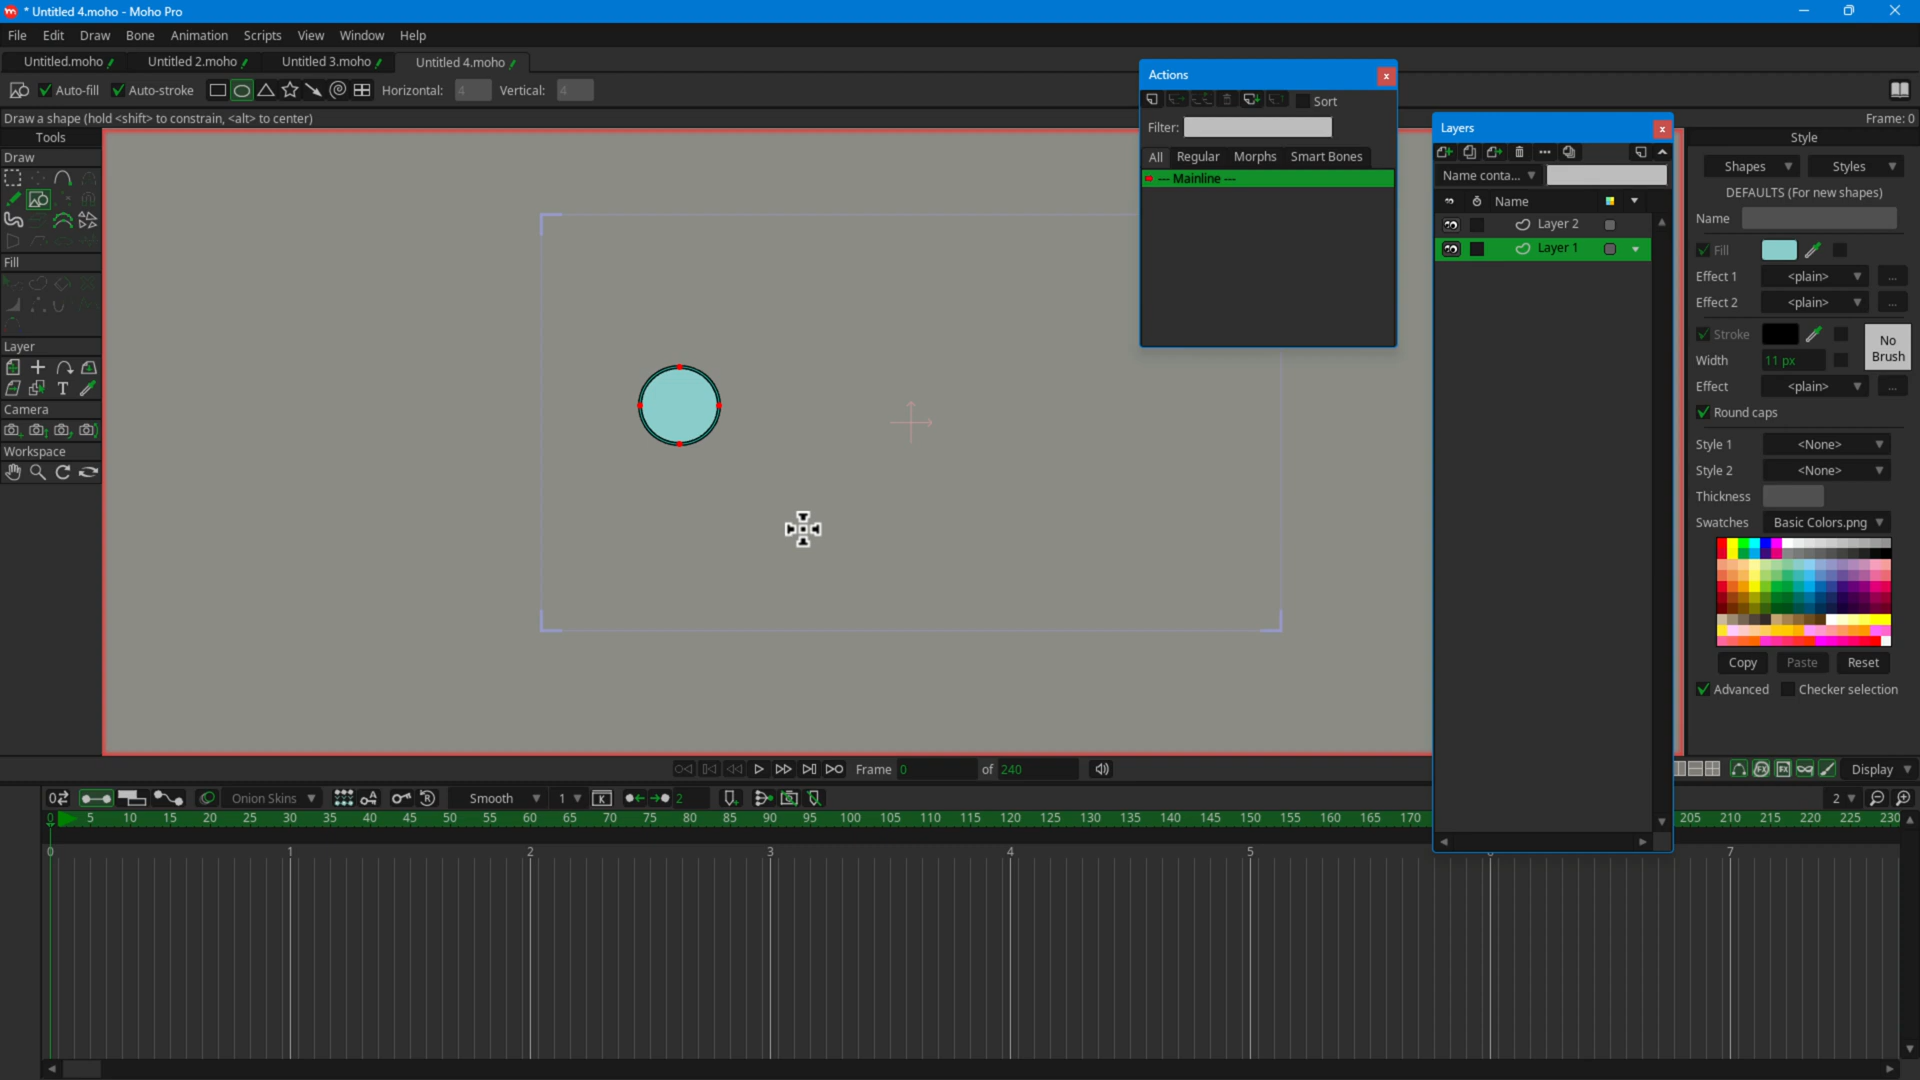 * Untitled 4.moho - Moho Pro
File Edit Draw Bone Animation Scripts View Window Help
Untitled.moho Untitled 2.moho Untitled 3.moho Untitled 4.moho
Auto-fill Auto-stroke Horizontal: 4 Vertical: 4
Draw a shape (hold <shift> to constrain, <alt> to center) Frame: 0
Tools
Draw
Fill
Layer
Camera
Workspace
Actions
Sort
Filter:
All Regular Morphs Smart Bones
--- Mainline ---
Layers
Name conta...
Name
Layer 2
Layer 1
Style
Shapes Styles
DEFAULTS (For new shapes)
Name
Fill
Effect 1 <plain> ...
Effect 2 <plain> ...
Stroke
No
Brush
Width 11 px
Effect <plain> ...
Round caps
Style 1 <None>
Style 2 <None>
Thickness
Swatches Basic Colors.png
Copy Paste Reset
Advanced Checker selection
Frame 0 of 240
Display
Onion Skins Smooth 1 2 2
0 5 10 15 20 25 30 35 40 45 50 55 60 65 70 75 80 85 90 95 100 105 110 115 120 125 130 135 140 145 150 155 160 165 170 205 210 215 220 225 230
0 1 2 3 4 5 7